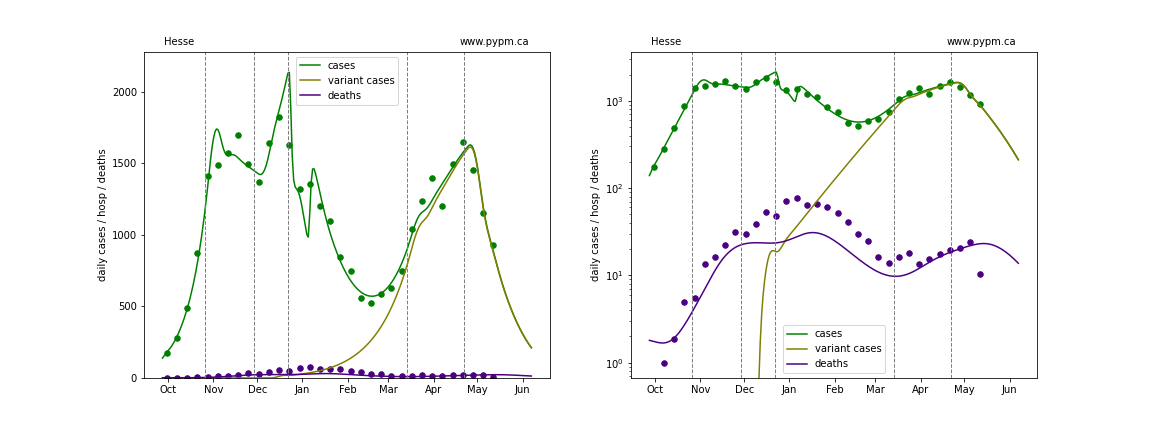 Hesse www.pypm.ca
cases
variant cases
deaths
daily cases / hosp / deaths
2000
1500
1000
500
0
Oct Nov Dec Jan Feb Mar Apr May Jun
Hesse www.pypm.ca
daily cases / hosp / deaths
10³
10²
10¹
10⁰
cases
variant cases
deaths
Oct Nov Dec Jan Feb Mar Apr May Jun